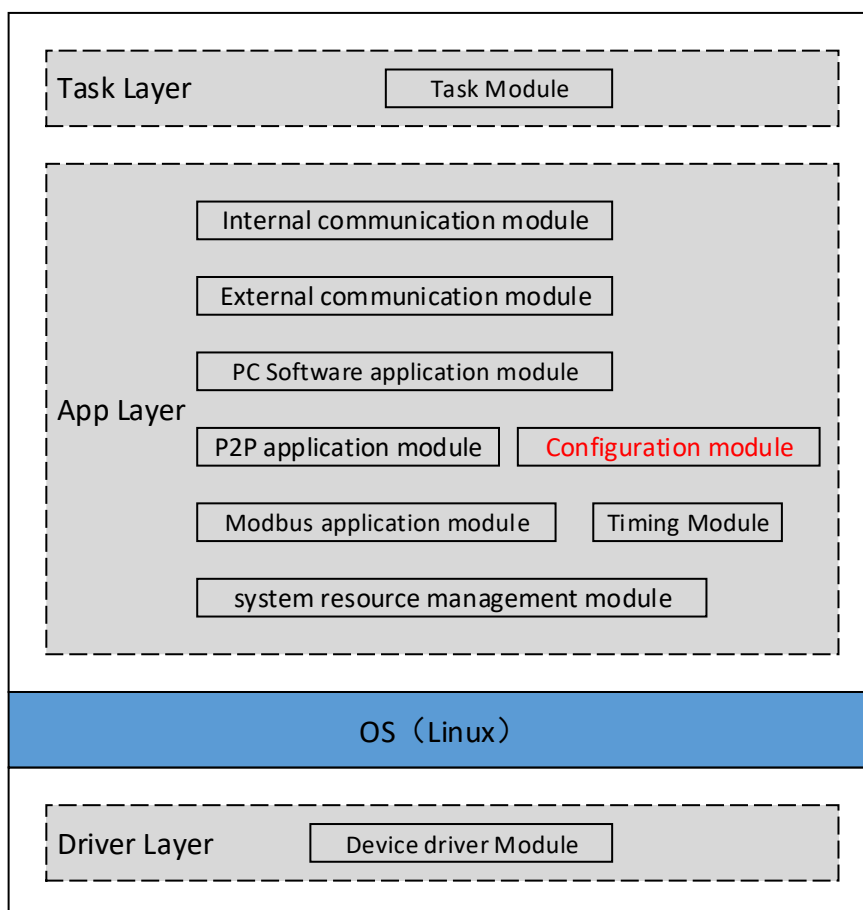 Task Layer
Task Module
Internal communication module
External communication module
PC Software application module
App Layer
P2P application module
Configuration module
Modbus application module
Timing Module
system resource management module
OS（Linux）
Driver Layer
Device driver Module